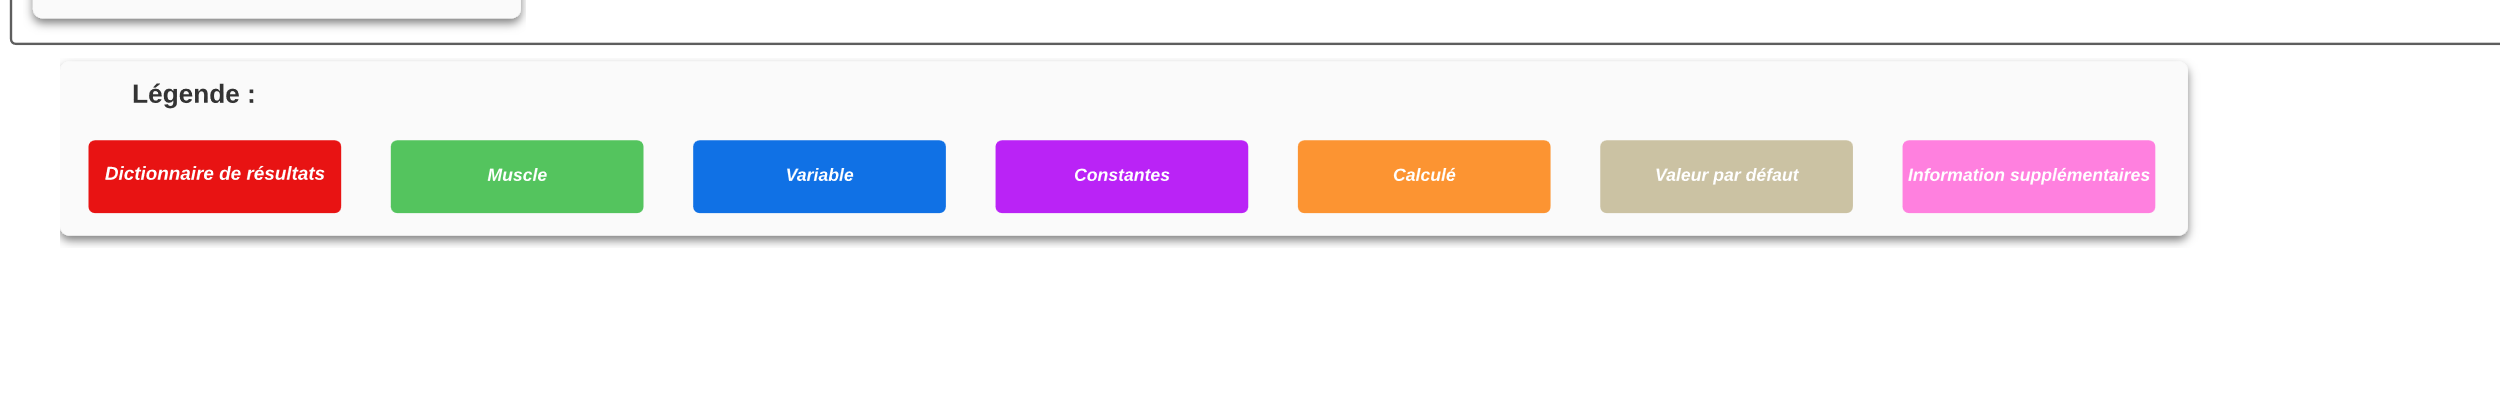 Légende :
Dictionnaire de résultats
Muscle
Variable
Constantes
Calculé
Valeur par défaut
Information supplémentaires